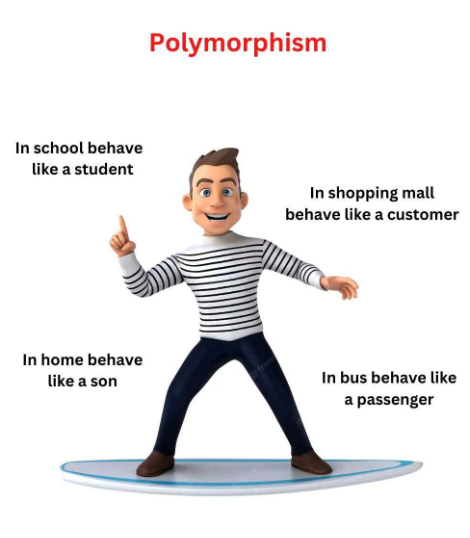 Polymorphism
In school behave
like a student
In shopping mall
behave like a customer
In home behave
like a son
In bus behave like
a passenger